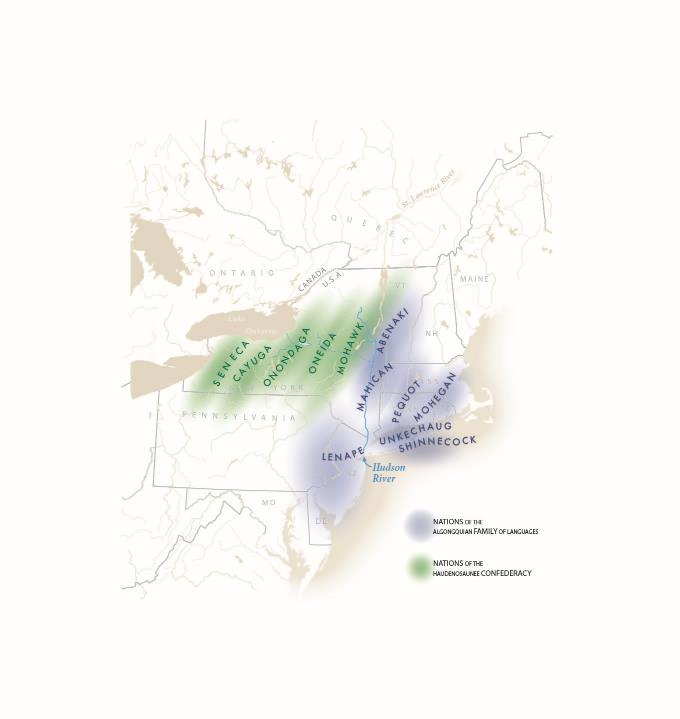 St. Lawrence River
QUEBEC
ONTARIO
CANADA
U.S.A.
MAINE
VT
NH
Lake
Ontario
SENECA
CAYUGA
ONONDAGA
ONEIDA
MOHAWK
ABENAKI
MAHICAN
PEQUOT
MOHEGAN
YORK
PENNSYLVANIA
UNKECHAUG
SHINNECOCK
LENAPE
Hudson
River
MD
DE
NATIONS OF THE
ALGONGQUIAN FAMILY OF LANGUAGES
NATIONS OF THE
HAUDENOSAUNEE CONFEDERACY